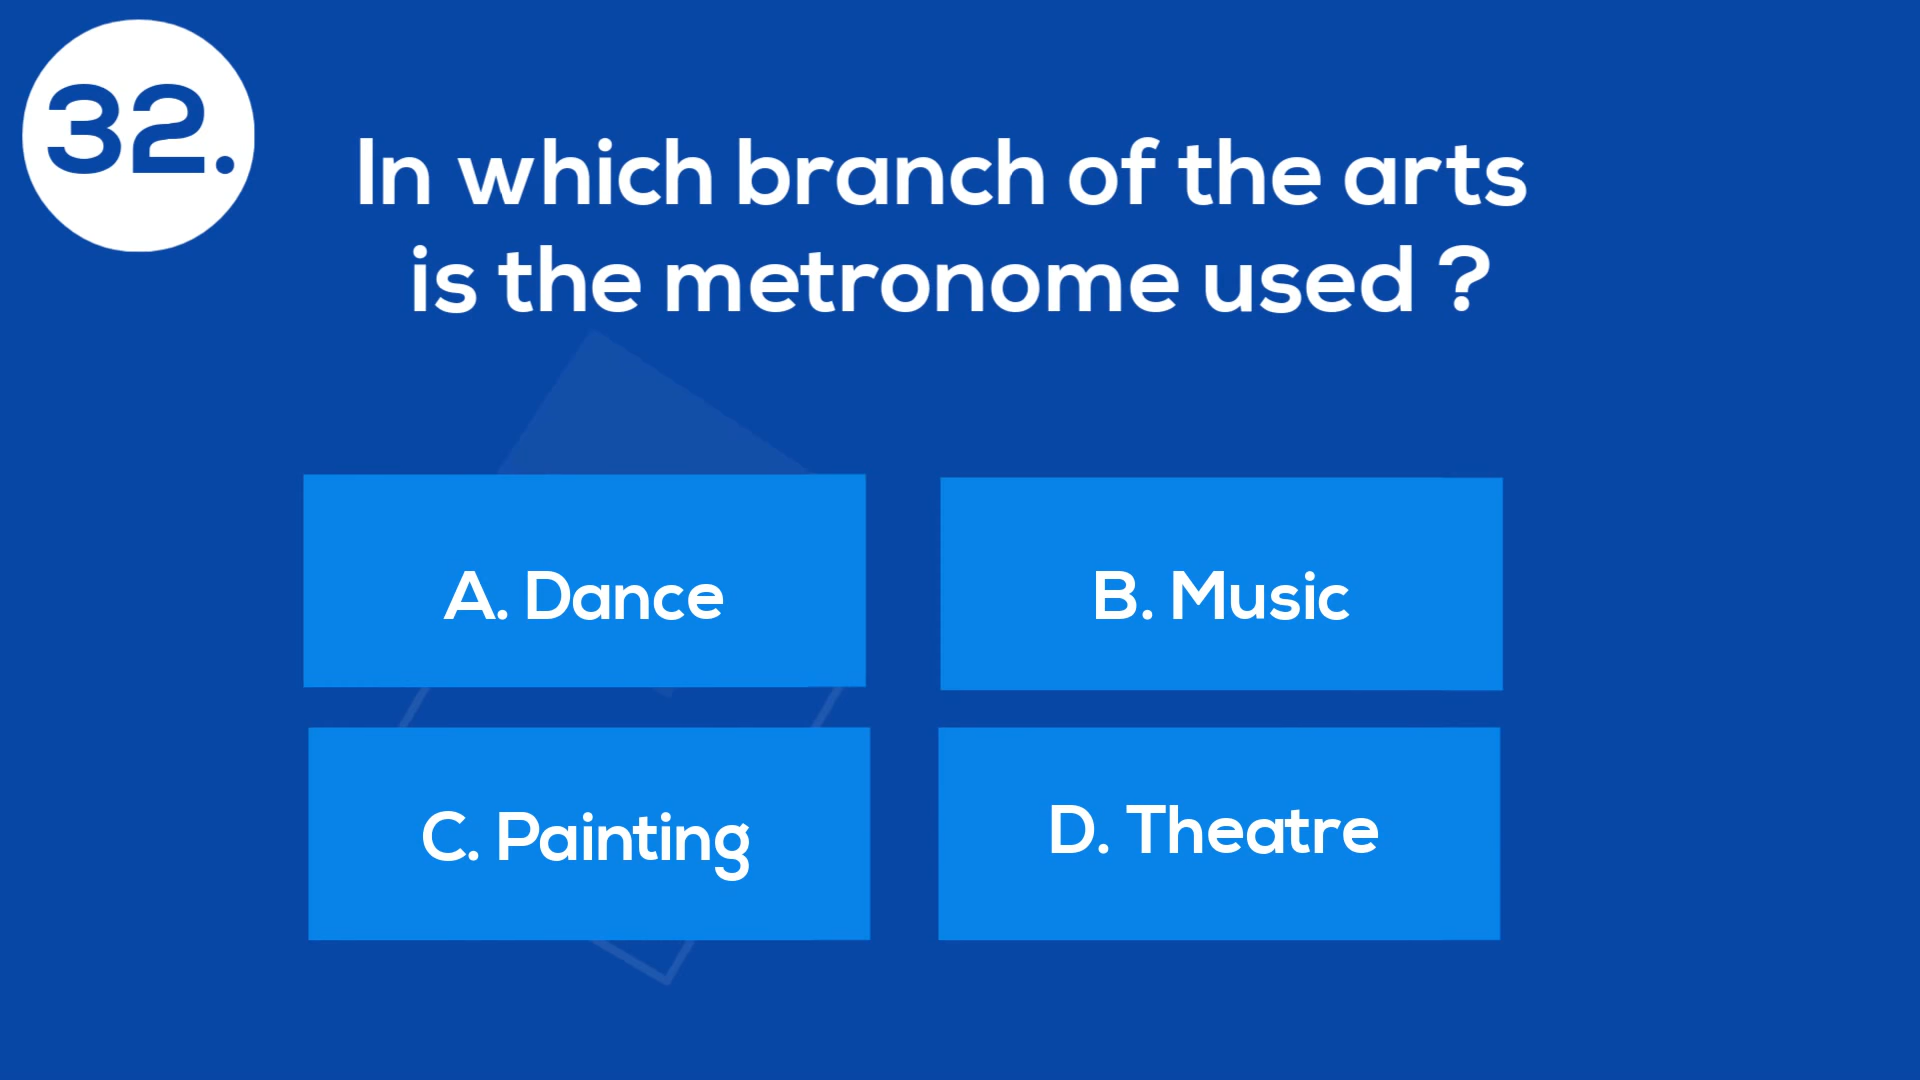 32.
In which branch of the arts
is the metronome used ?
A. Dance
B. Music
C. Painting
D. Theatre